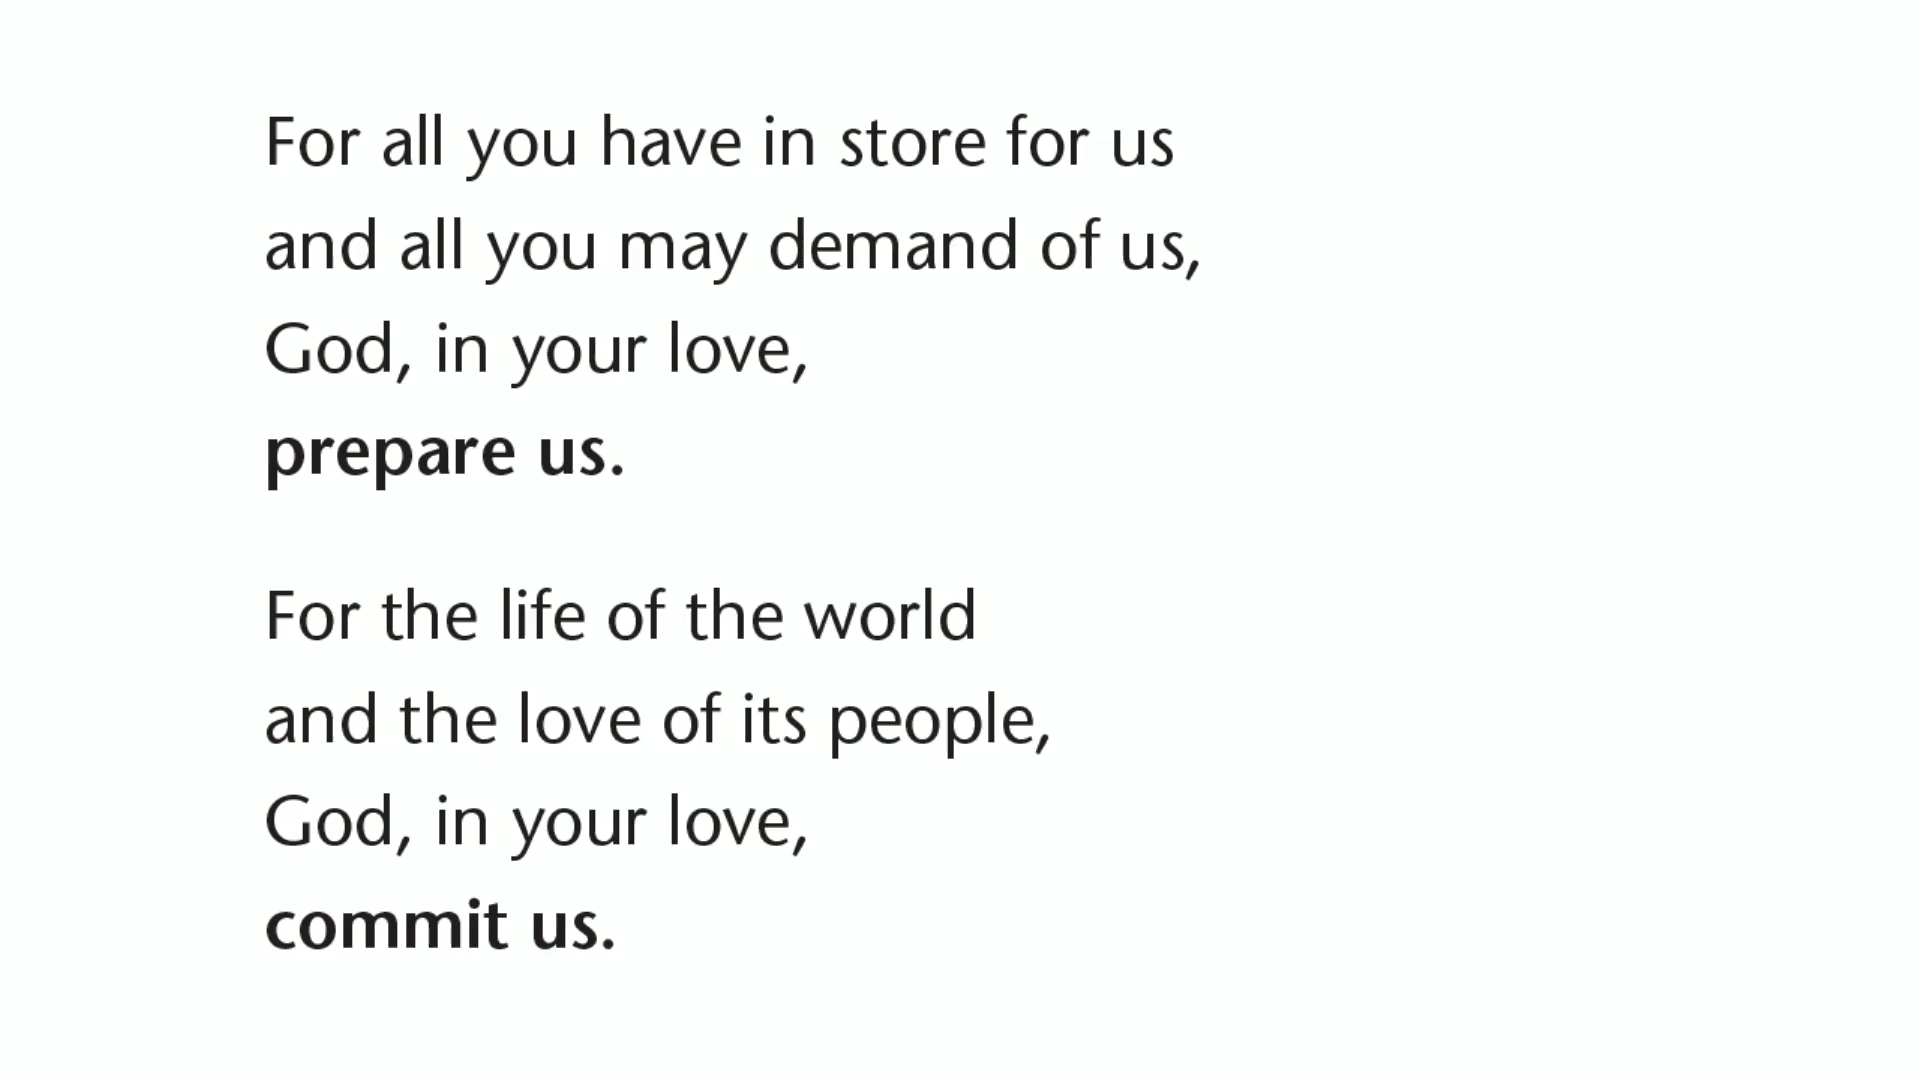 For all you have in store for us
and all you may demand of us,
God, in your love,
prepare us.
For the life of the world
and the love of its people,
God, in your love,
commit us.